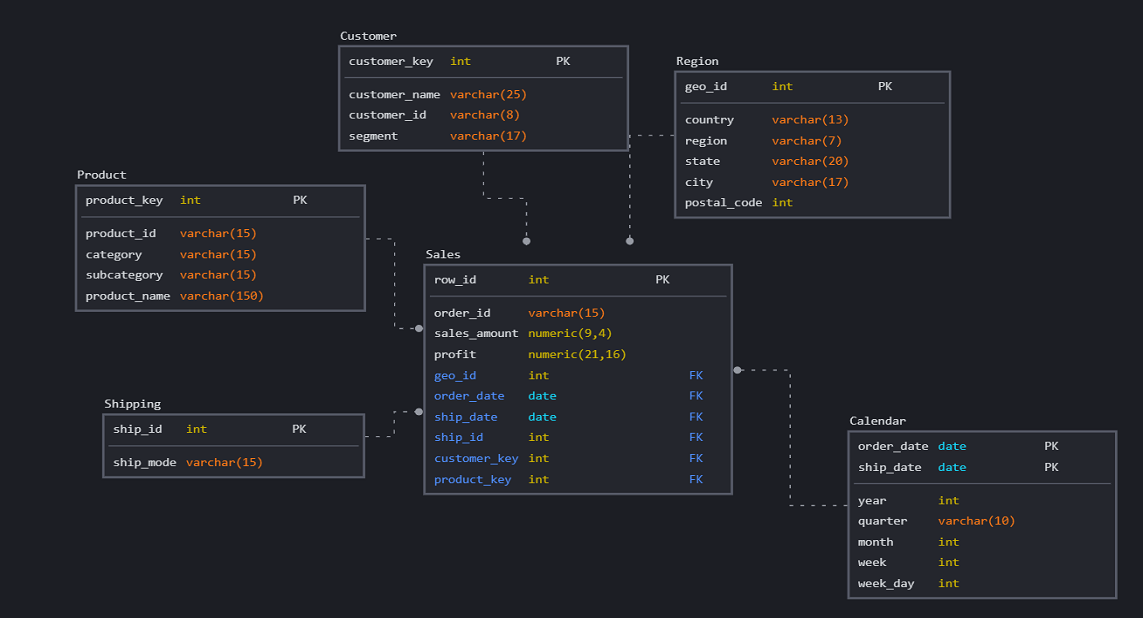 Customer
customer_key int PK
customer_name varchar(25)
customer_id varchar(8)
segment varchar(17)
Region
geo_id int PK
country varchar(13)
region varchar(7)
state varchar(20)
city varchar(17)
postal_code int
Product
product_key int PK
product_id varchar(15)
category varchar(15)
subcategory varchar(15)
product_name varchar(150)
Sales
row_id int PK
order_id varchar(15)
sales_amount numeric(9,4)
profit numeric(21,16)
geo_id int FK
order_date date FK
ship_date date FK
ship_id int FK
customer_key int FK
product_key int FK
Shipping
ship_id int PK
ship_mode varchar(15)
Calendar
order_date date PK
ship_date date PK
year int
quarter varchar(10)
month int
week int
week_day int